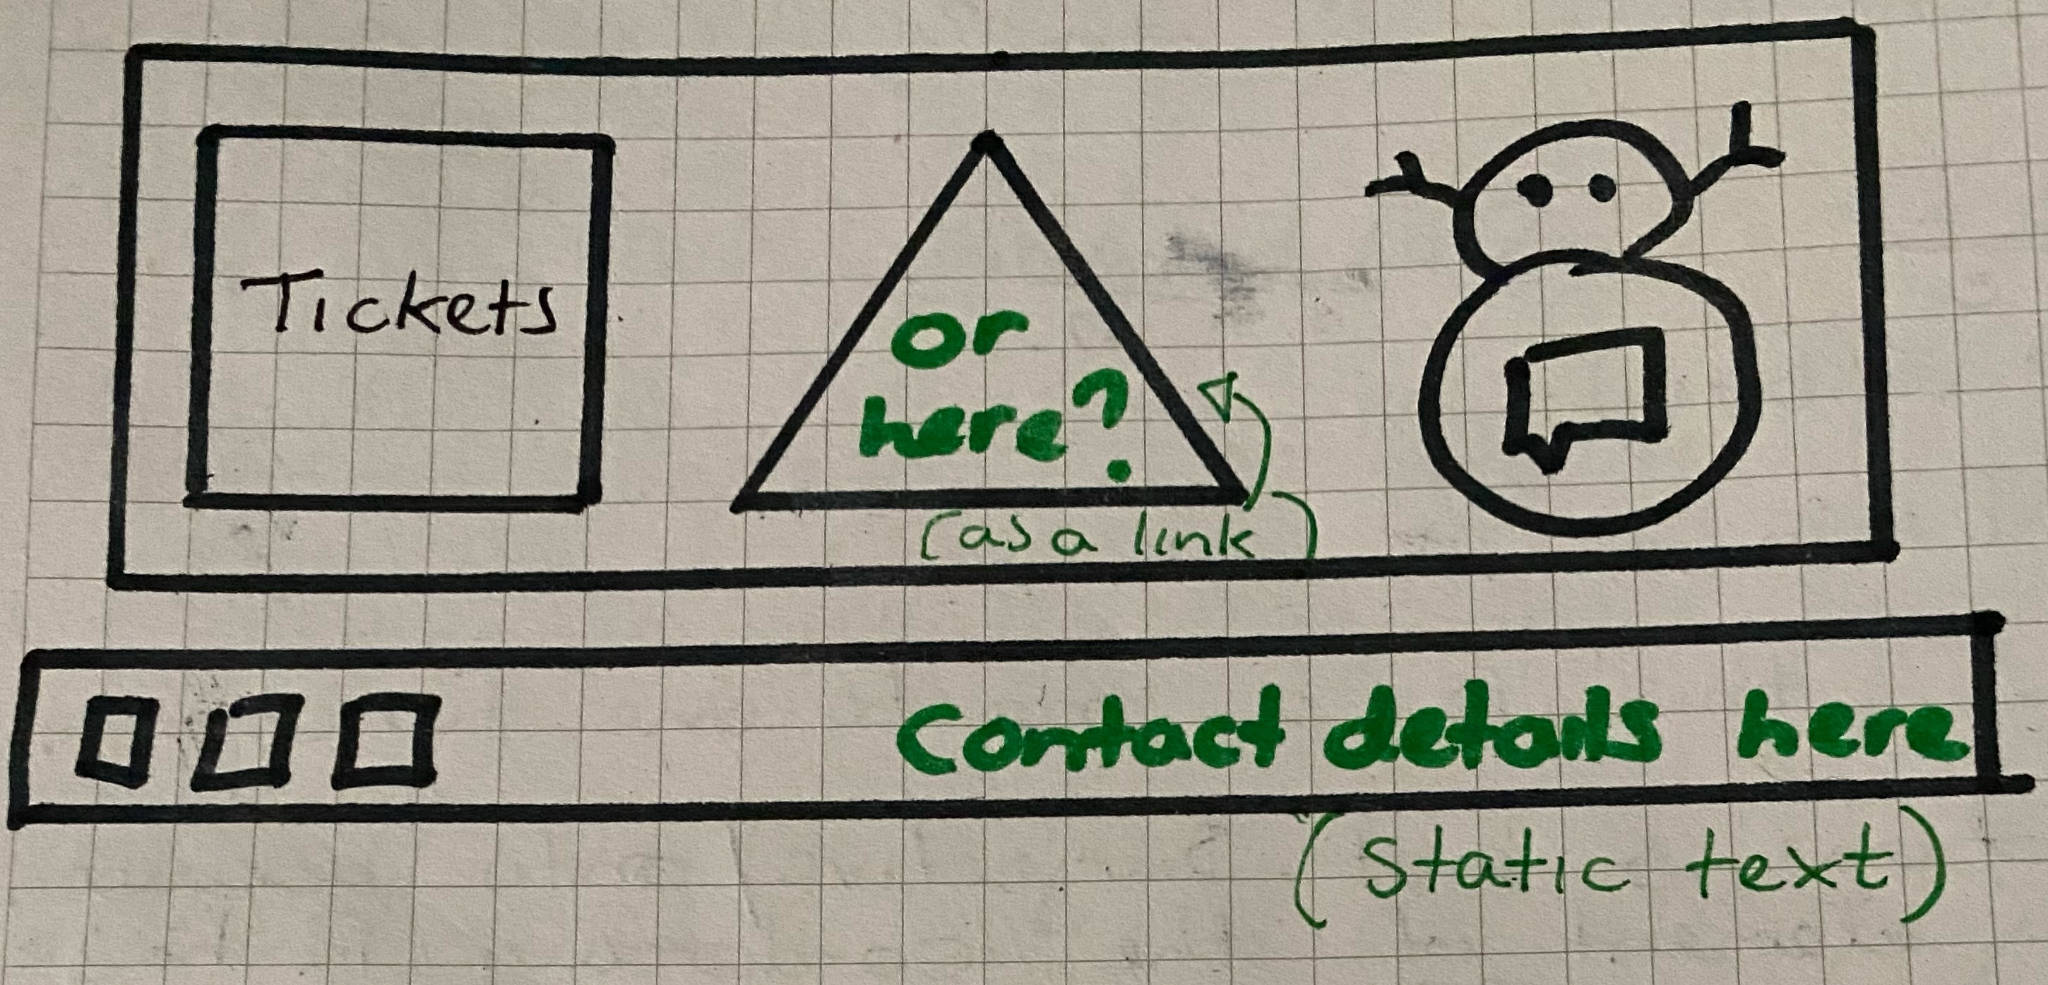 Tickets
or
here?
(as a link)
Contact details here
(static text)